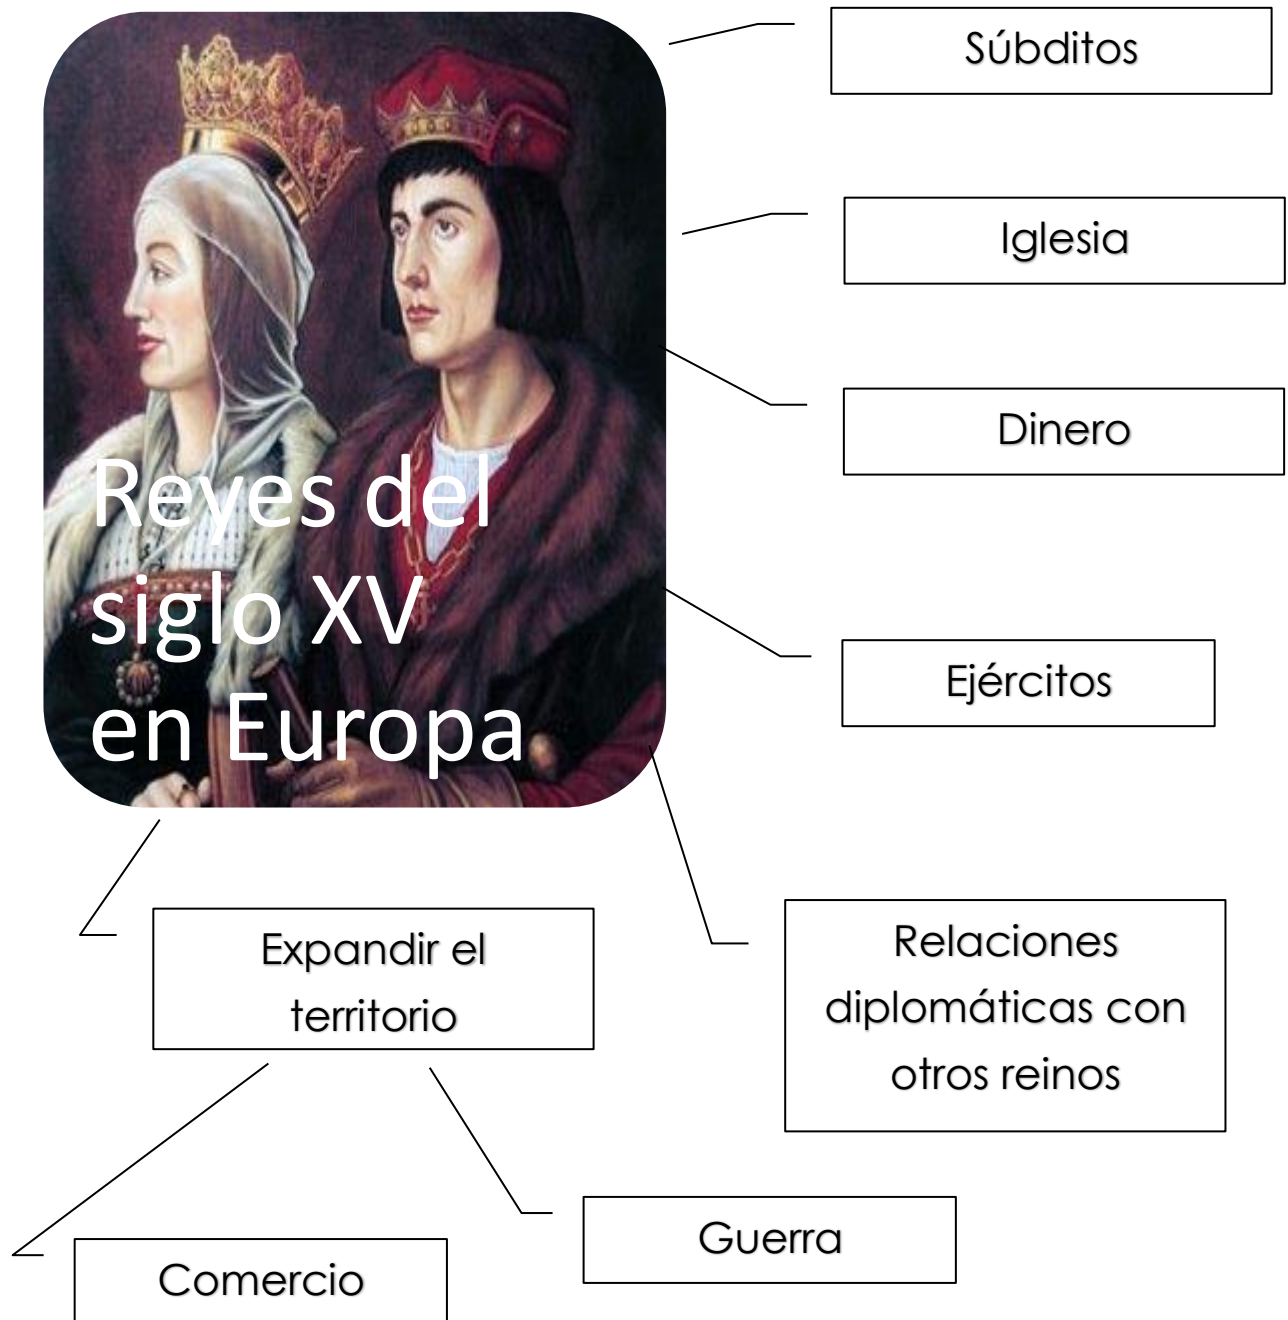 Súbditos
Iglesia
Dinero
Reyes del
siglo XV
en Europa
Ejércitos
Expandir el
territorio
Relaciones
diplomáticas con
otros reinos
Guerra
Comercio